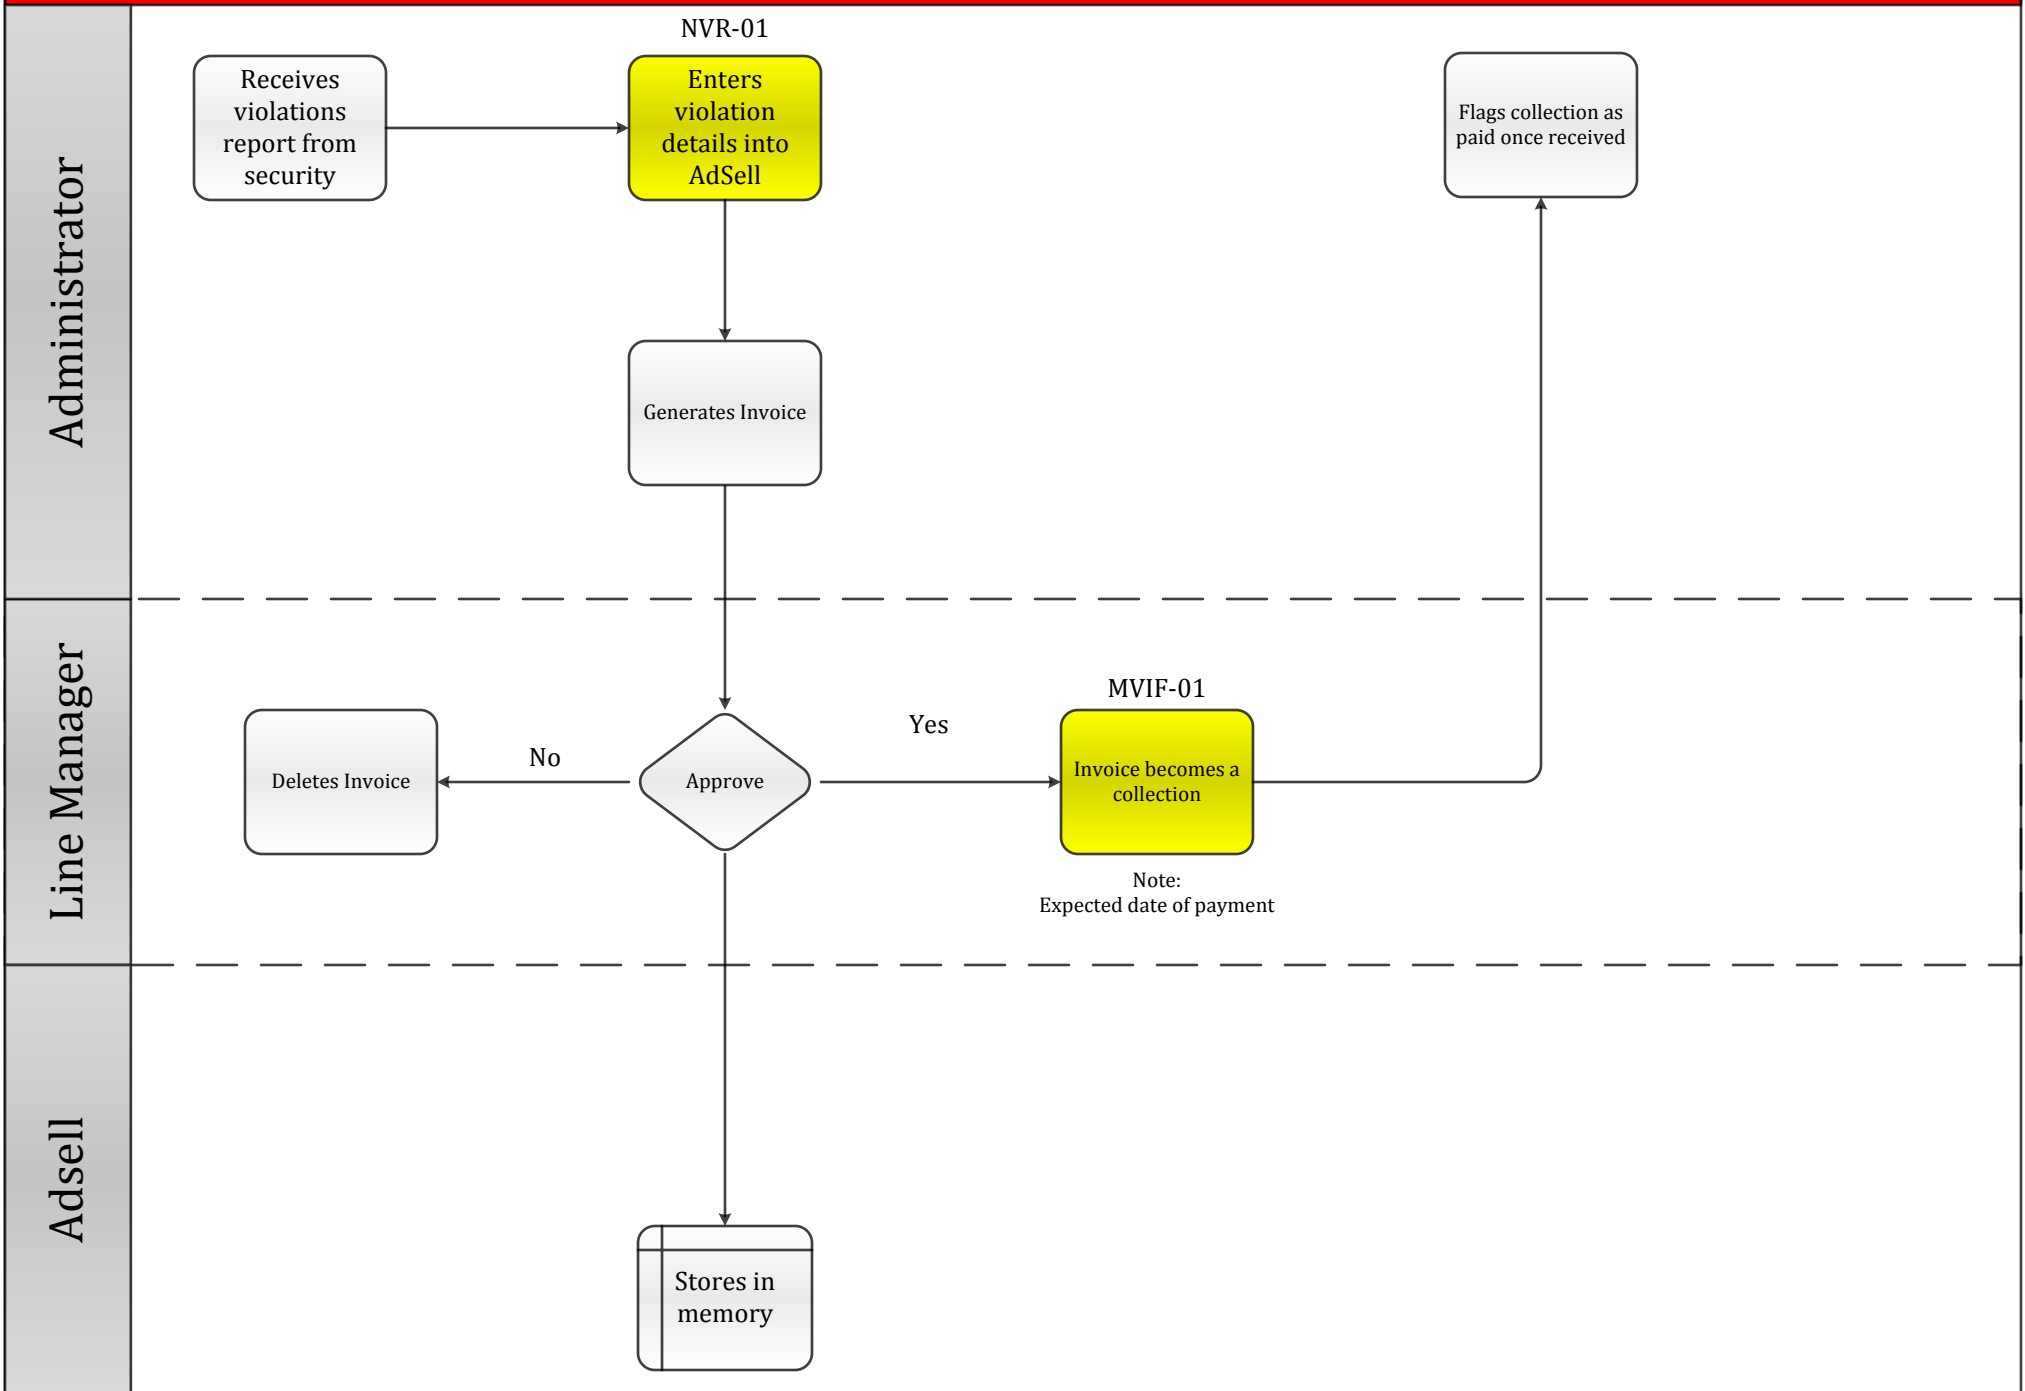 Administrator
NVR-01
Receives
violations
report from
security
Enters
violation
details into
AdSell
Flags collection as
paid once received
Generates Invoice
Line Manager
Deletes Invoice
No
Approve
Yes
MVIF-01
Invoice becomes a
collection
Note:
Expected date of payment
Adsell
Stores in
memory